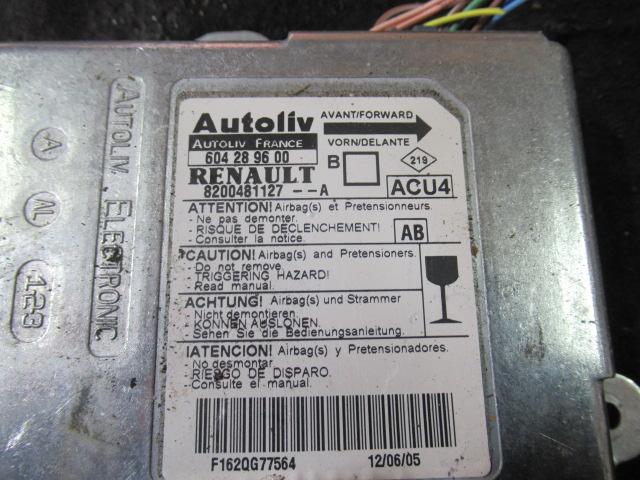 AUTOLIV ELECTRONIC
A
AL
423
Autoliv
AVANT/FORWARD
AUTOLIV FRANCE
VORN/DELANTE
604 28 96 00
B
219
RENAULT
8200481127 --A
ACU4
ATTENTION! Airbag(s) et Pretensionneurs.
- Ne pas demonter.
- RISQUE DE DECLENCHEMENT!
- Consulter la notice.
AB
CAUTION! Airbag(s) and Pretensioners.
- Do not remove.
- TRIGGERING HAZARD!
- Read manual.
ACHTUNG! Airbag(s) und Strammer
- Nicht demontieren.
- KONNEN AUSLONEN.
- Sehen Sie die Bedienungsanleitung.
IATENCION! Airbag(s) y Pretensionadores.
- No desmontar
- RIESGO DE DISPARO.
- Consulte el manual.
F162QG77564 12/06/05